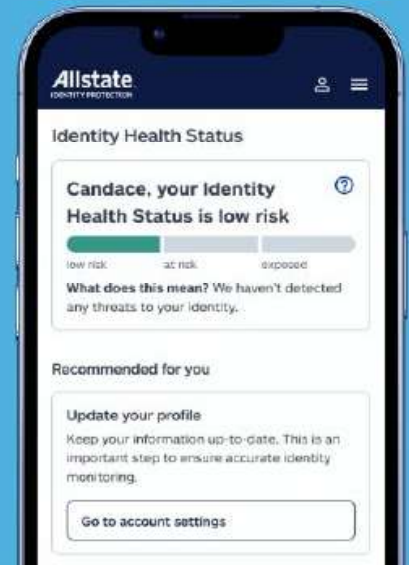 Allstate
IDENTITY PROTECTION
Identity Health Status
Candace, your Identity
Health Status is low risk
low risk at risk exposed
What does this mean? We haven't detected
any threats to your identity.
Recommended for you
Update your profile
Keep your information up-to-date. This is an
important step to ensure accurate identity
monitoring.
Go to account settings